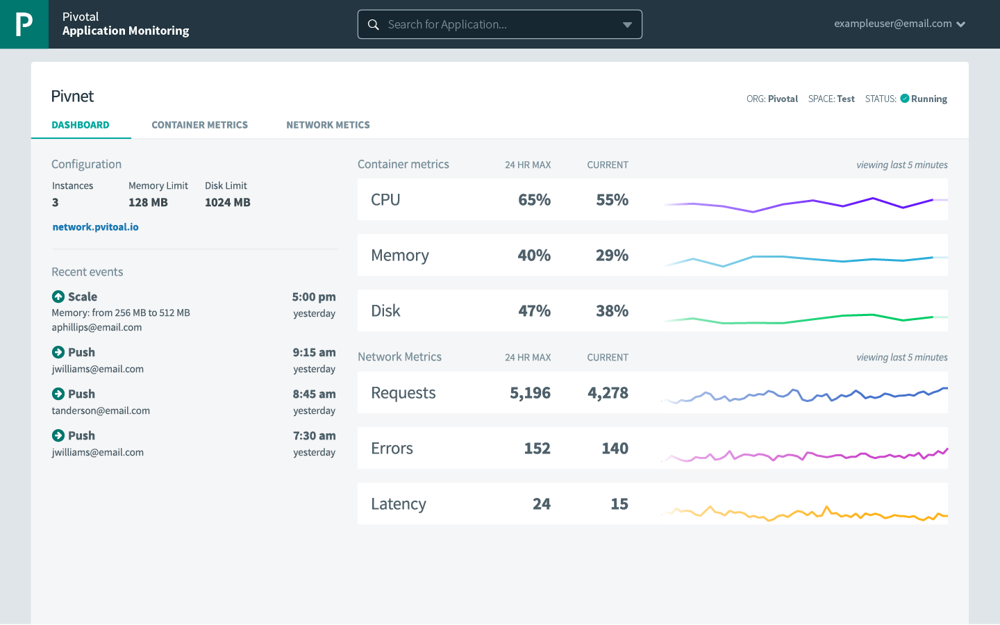 P
Pivotal
Application Monitoring
Search for Application...
exampleuser@email.com
Pivnet
ORG: Pivotal SPACE: Test STATUS: Running
DASHBOARD CONTAINER METRICS NETWORK METICS
Configuration
Instances Memory Limit Disk Limit
3 128 MB 1024 MB
network.pvitoal.io
Recent events
Scale 5:00 pm
Memory: from 256 MB to 512 MB yesterday
aphillips@email.com
Push 9:15 am
jwilliams@email.com yesterday
Push 8:45 am
tanderson@email.com yesterday
Push 7:30 am
jwilliams@email.com yesterday
Container metrics 24 HR MAX CURRENT viewing last 5 minutes
CPU 65% 55%
Memory 40% 29%
Disk 47% 38%
Network Metrics 24 HR MAX CURRENT viewing last 5 minutes
Requests 5,196 4,278
Errors 152 140
Latency 24 15